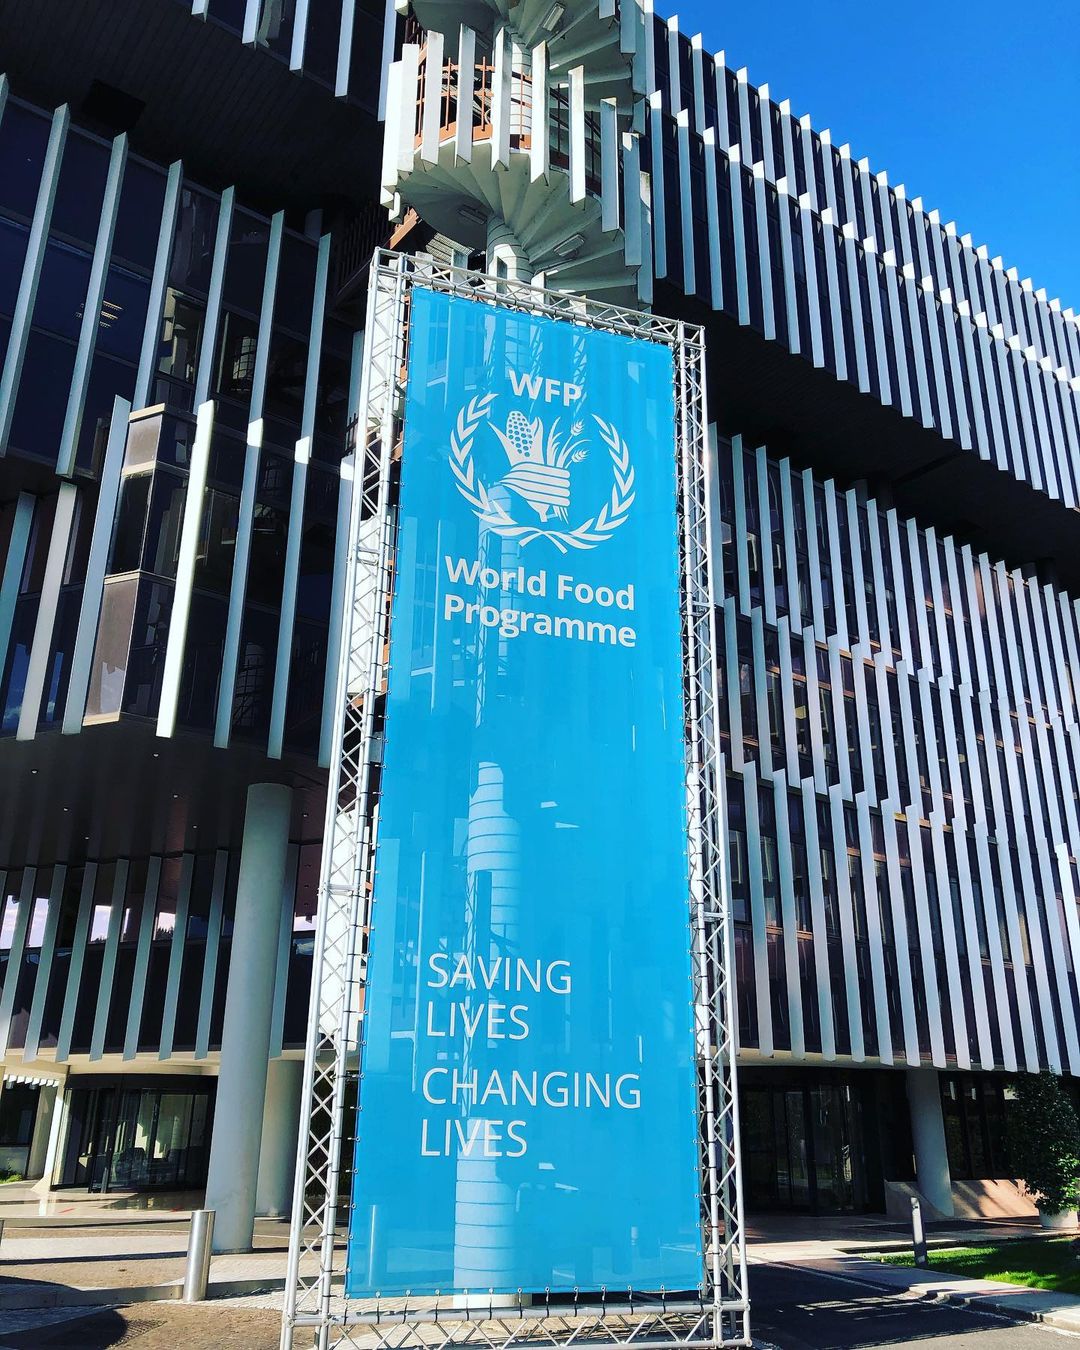 WFP
World Food
Programme
SAVING
LIVES
CHANGING
LIVES